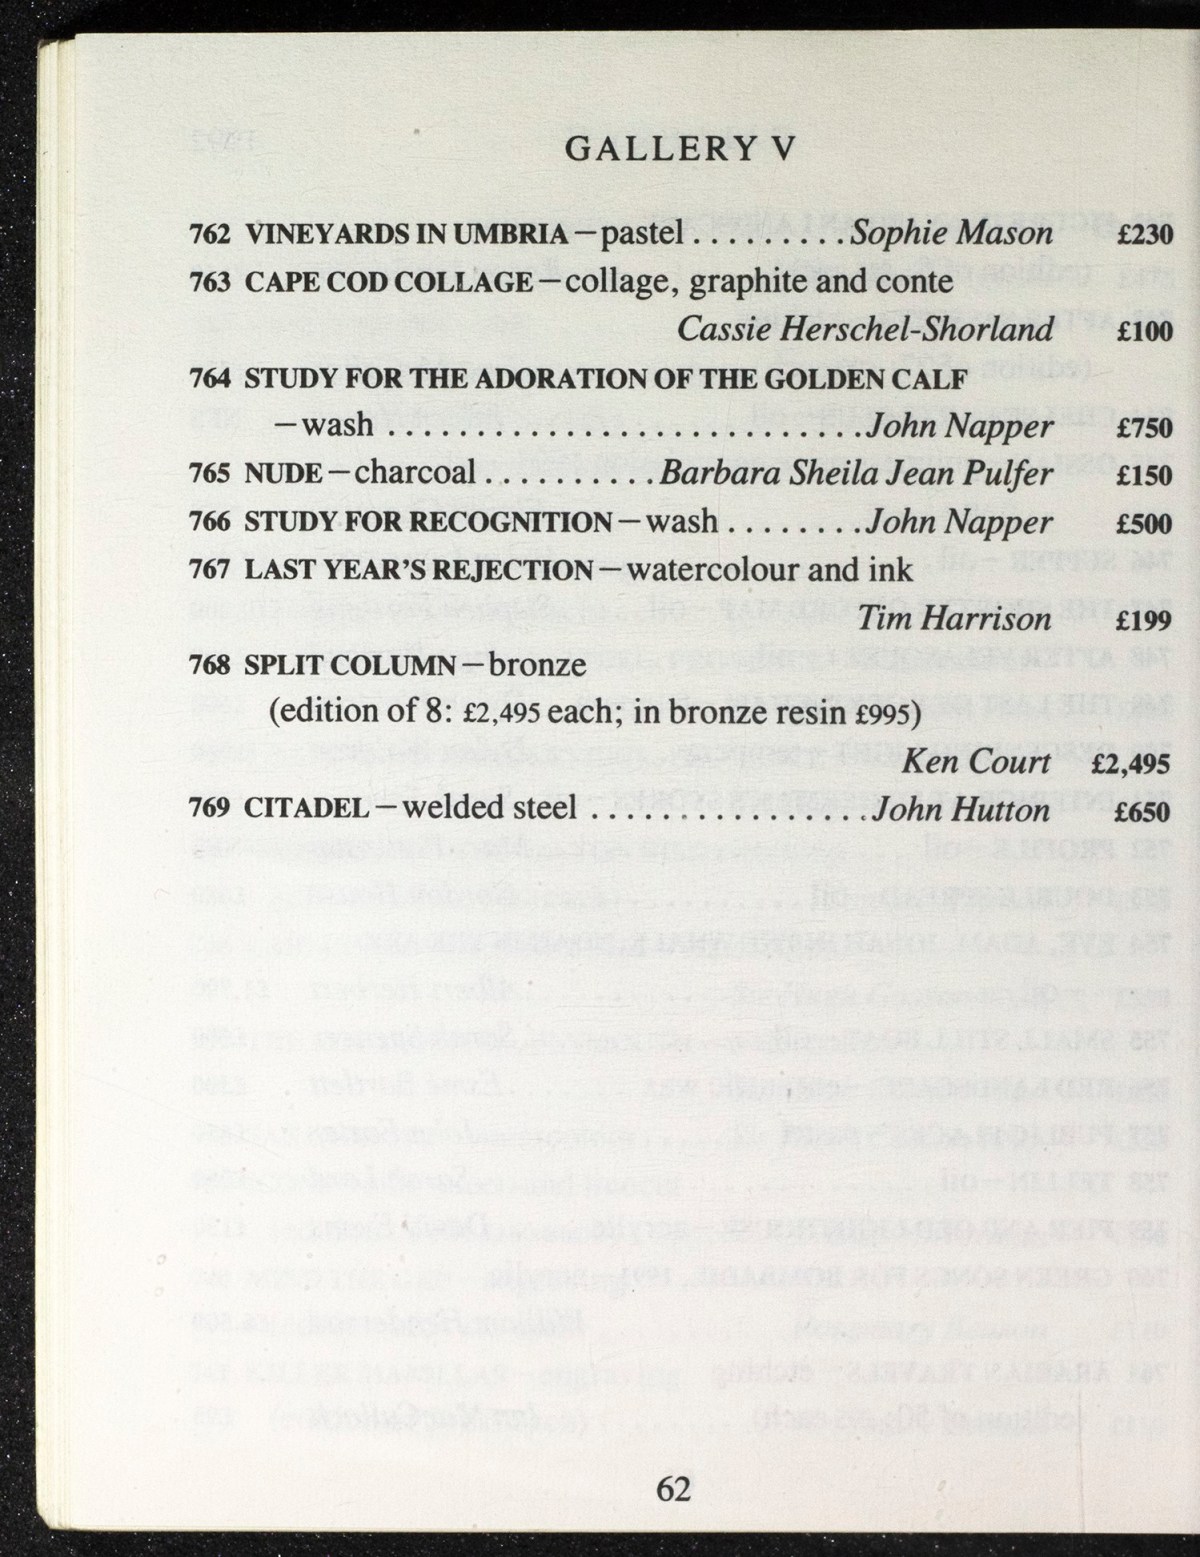 GALLERY V
762 VINEYARDS IN UMBRIA – pastel . . . . . . . . . Sophie Mason £230
763 CAPE COD COLLAGE – collage, graphite and conte
Cassie Herschel-Shorland £100
764 STUDY FOR THE ADORATION OF THE GOLDEN CALF
– wash . . . . . . . . . . . . . . . . . . . . . . . . . . . . John Napper £750
765 NUDE – charcoal . . . . . . . . . . Barbara Sheila Jean Pulfer £150
766 STUDY FOR RECOGNITION – wash . . . . . . . . John Napper £500
767 LAST YEAR'S REJECTION – watercolour and ink
Tim Harrison £199
768 SPLIT COLUMN – bronze
(edition of 8: £2,495 each; in bronze resin £995)
Ken Court £2,495
769 CITADEL – welded steel . . . . . . . . . . . . . . . . John Hutton £650
62